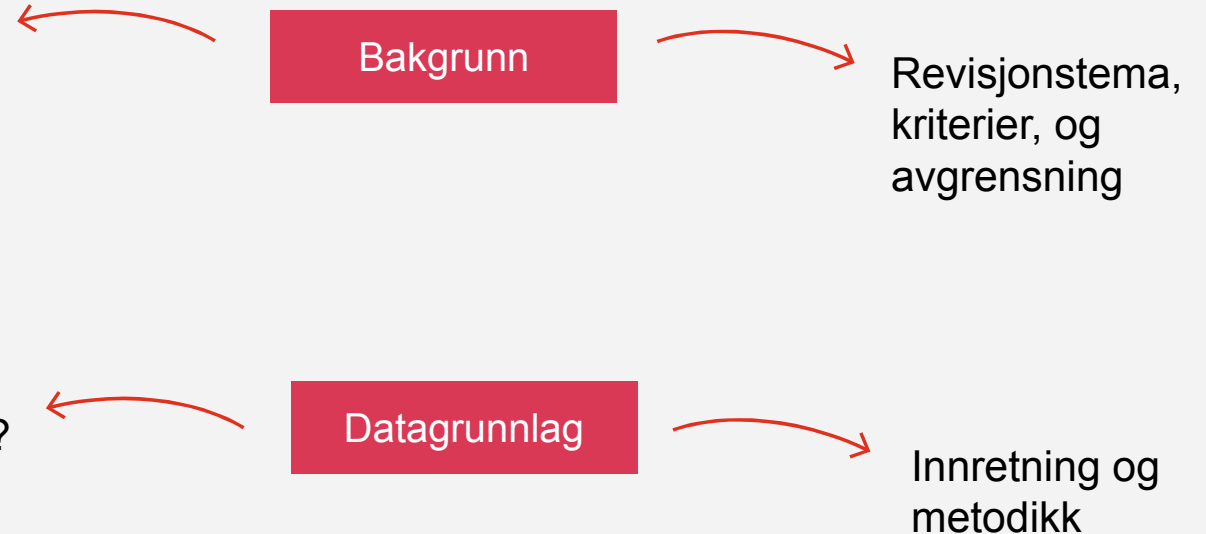 Bakgrunn
Revisjonstema,
kriterier, og
avgrensning
?
Datagrunnlag
Innretning og
metodikk